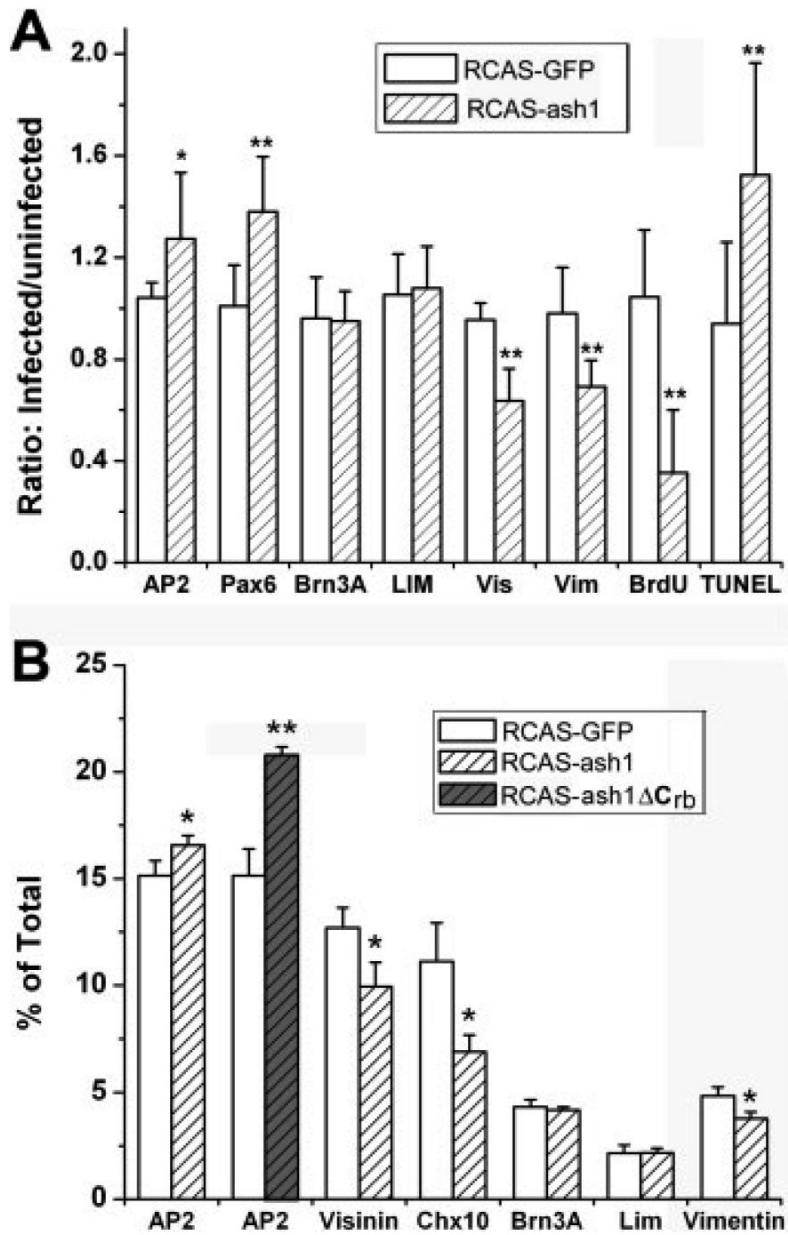 A
2.0
1.6
1.2
0.8
0.4
0.0
Ratio: Infected/uninfected
RCAS-GFP
RCAS-ash1
*
**
**
**
**
**
AP2 Pax6 Brn3A LIM Vis Vim BrdU TUNEL
B
25
20
15
10
5
0
% of Total
RCAS-GFP
RCAS-ash1
RCAS-ash1ΔCrb
*
**
*
*
*
AP2 AP2 Visinin Chx10 Brn3A Lim Vimentin